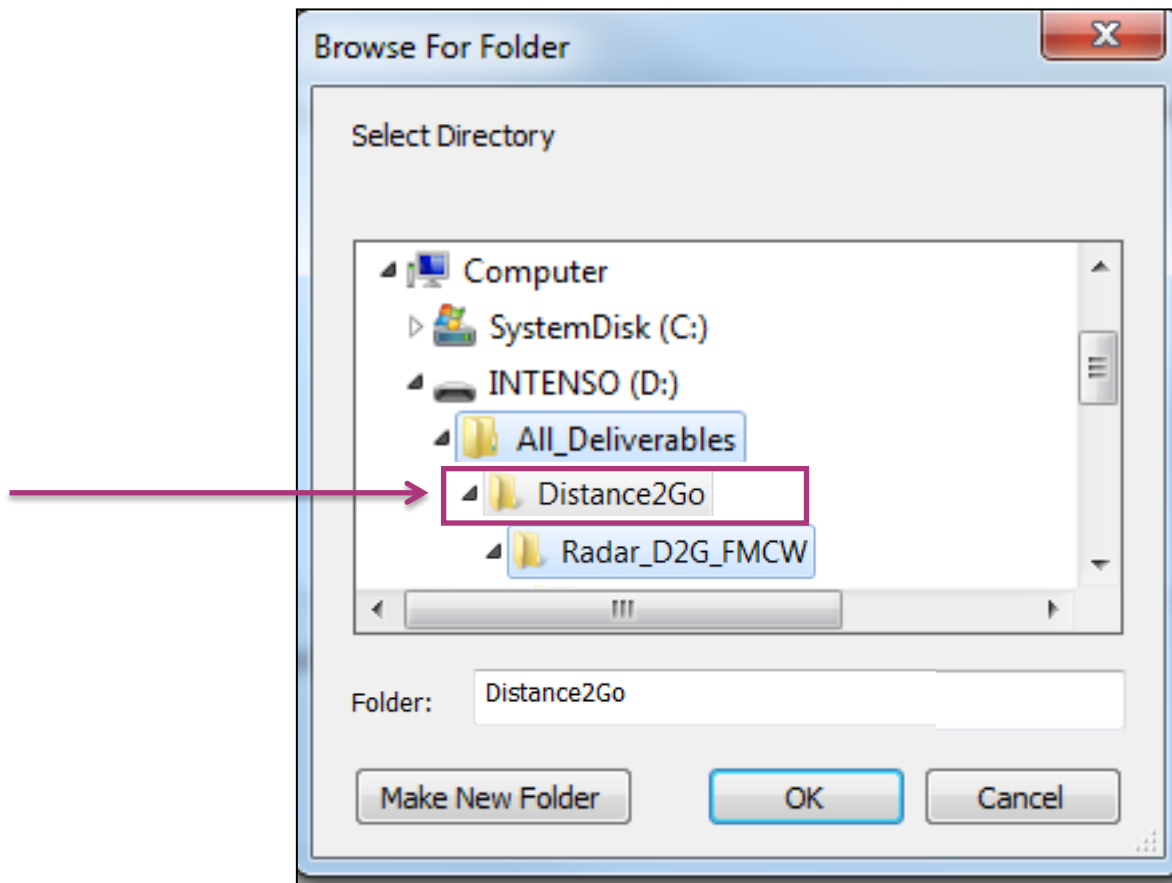 Browse For Folder
Select Directory
Computer
SystemDisk (C:)
INTENSO (D:)
All_Deliverables
Distance2Go
Radar_D2G_FMCW
Folder: Distance2Go
Make New Folder OK Cancel